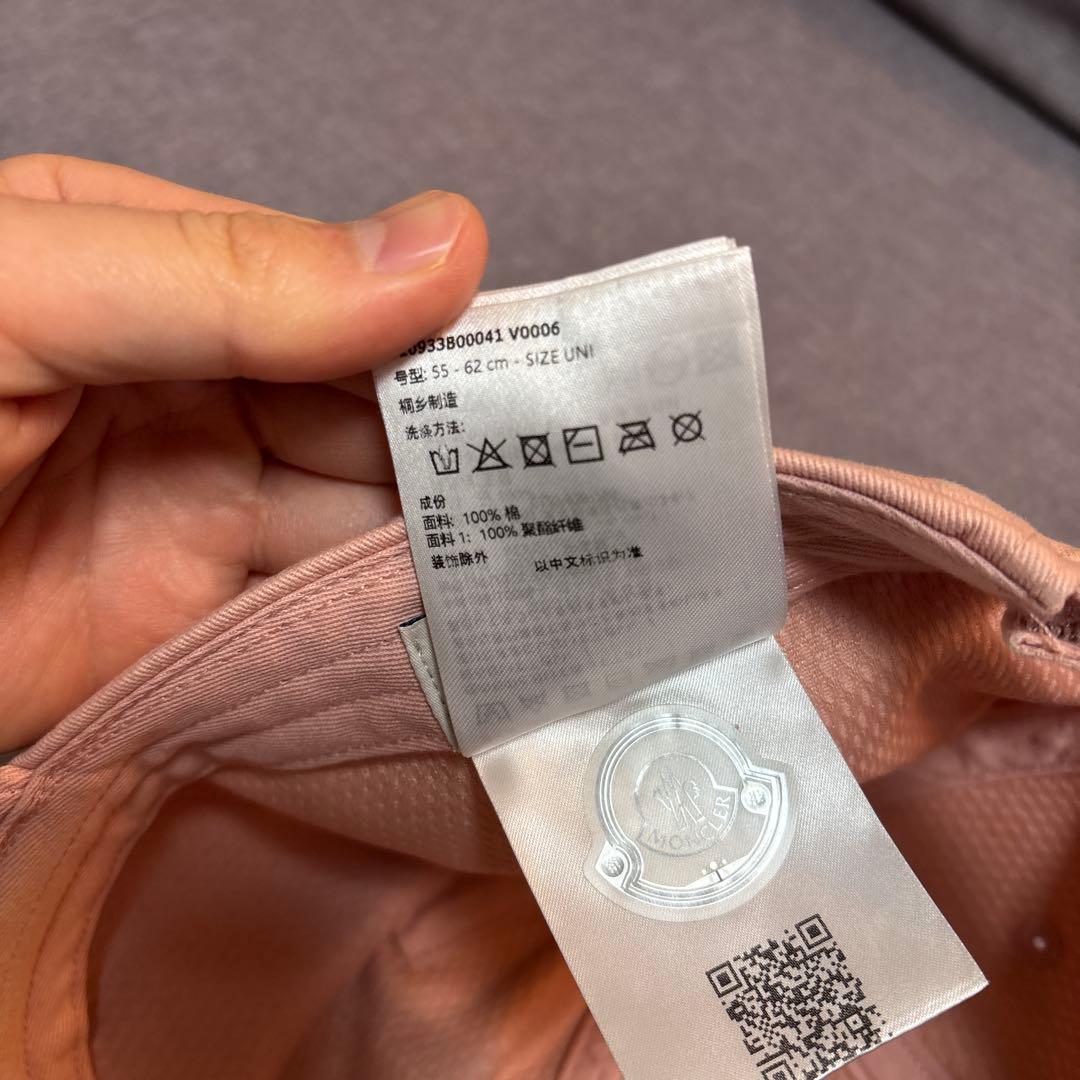 0933B00041 V0006
号型: 55 - 62 cm - SIZE UNI
桐乡制造
洗涤方法:
成份
面料: 100% 棉
面料 1: 100% 聚酯纤维
装饰除外 以中文标识为准
MONCLER